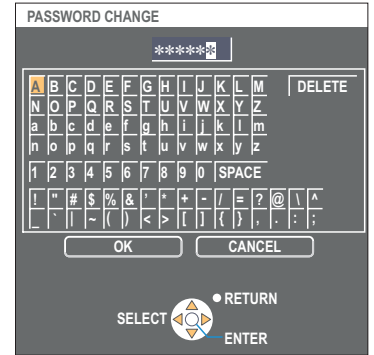 PASSWORD CHANGE
******
A B C D E F G H I J K L M DELETE
N O P Q R S T U V W X Y Z
a b c d e f g h i j k l m
n o p q r s t u v w x y z
1 2 3 4 5 6 7 8 9 0 SPACE
! " # $ % & ' * + - / = ? @ \ ^
_ ` | ~ ( ) < > [ ] { } , . : ;
OK CANCEL
RETURN
SELECT
ENTER